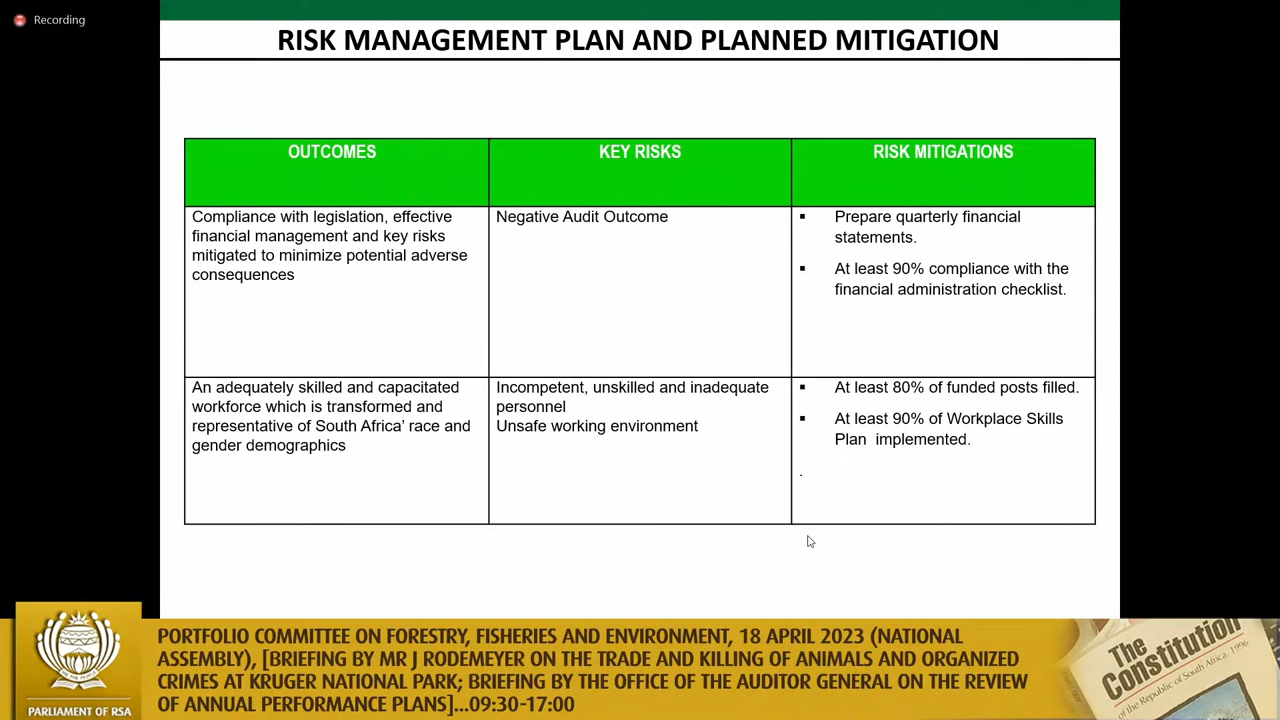 Recording
RISK MANAGEMENT PLAN AND PLANNED MITIGATION
OUTCOMES
KEY RISKS
RISK MITIGATIONS
Compliance with legislation, effective
financial management and key risks
mitigated to minimize potential adverse
consequences
Negative Audit Outcome
▪ Prepare quarterly financial
statements.
▪ At least 90% compliance with the
financial administration checklist.
An adequately skilled and capacitated
workforce which is transformed and
representative of South Africa’ race and
gender demographics
Incompetent, unskilled and inadequate
personnel
Unsafe working environment
▪ At least 80% of funded posts filled.
▪ At least 90% of Workplace Skills
Plan implemented.
.
PARLIAMENT OF RSA
PORTFOLIO COMMITTEE ON FORESTRY, FISHERIES AND ENVIRONMENT, 18 APRIL 2023 (NATIONAL
ASSEMBLY), [BRIEFING BY MR J RODEMEYER ON THE TRADE AND KILLING OF ANIMALS AND ORGANIZED
CRIMES AT KRUGER NATIONAL PARK; BRIEFING BY THE OFFICE OF THE AUDITOR GENERAL ON THE REVIEW
OF ANNUAL PERFORMANCE PLANS]...09:30-17:00
The
Constitution
of the Republic of South Africa, 1996